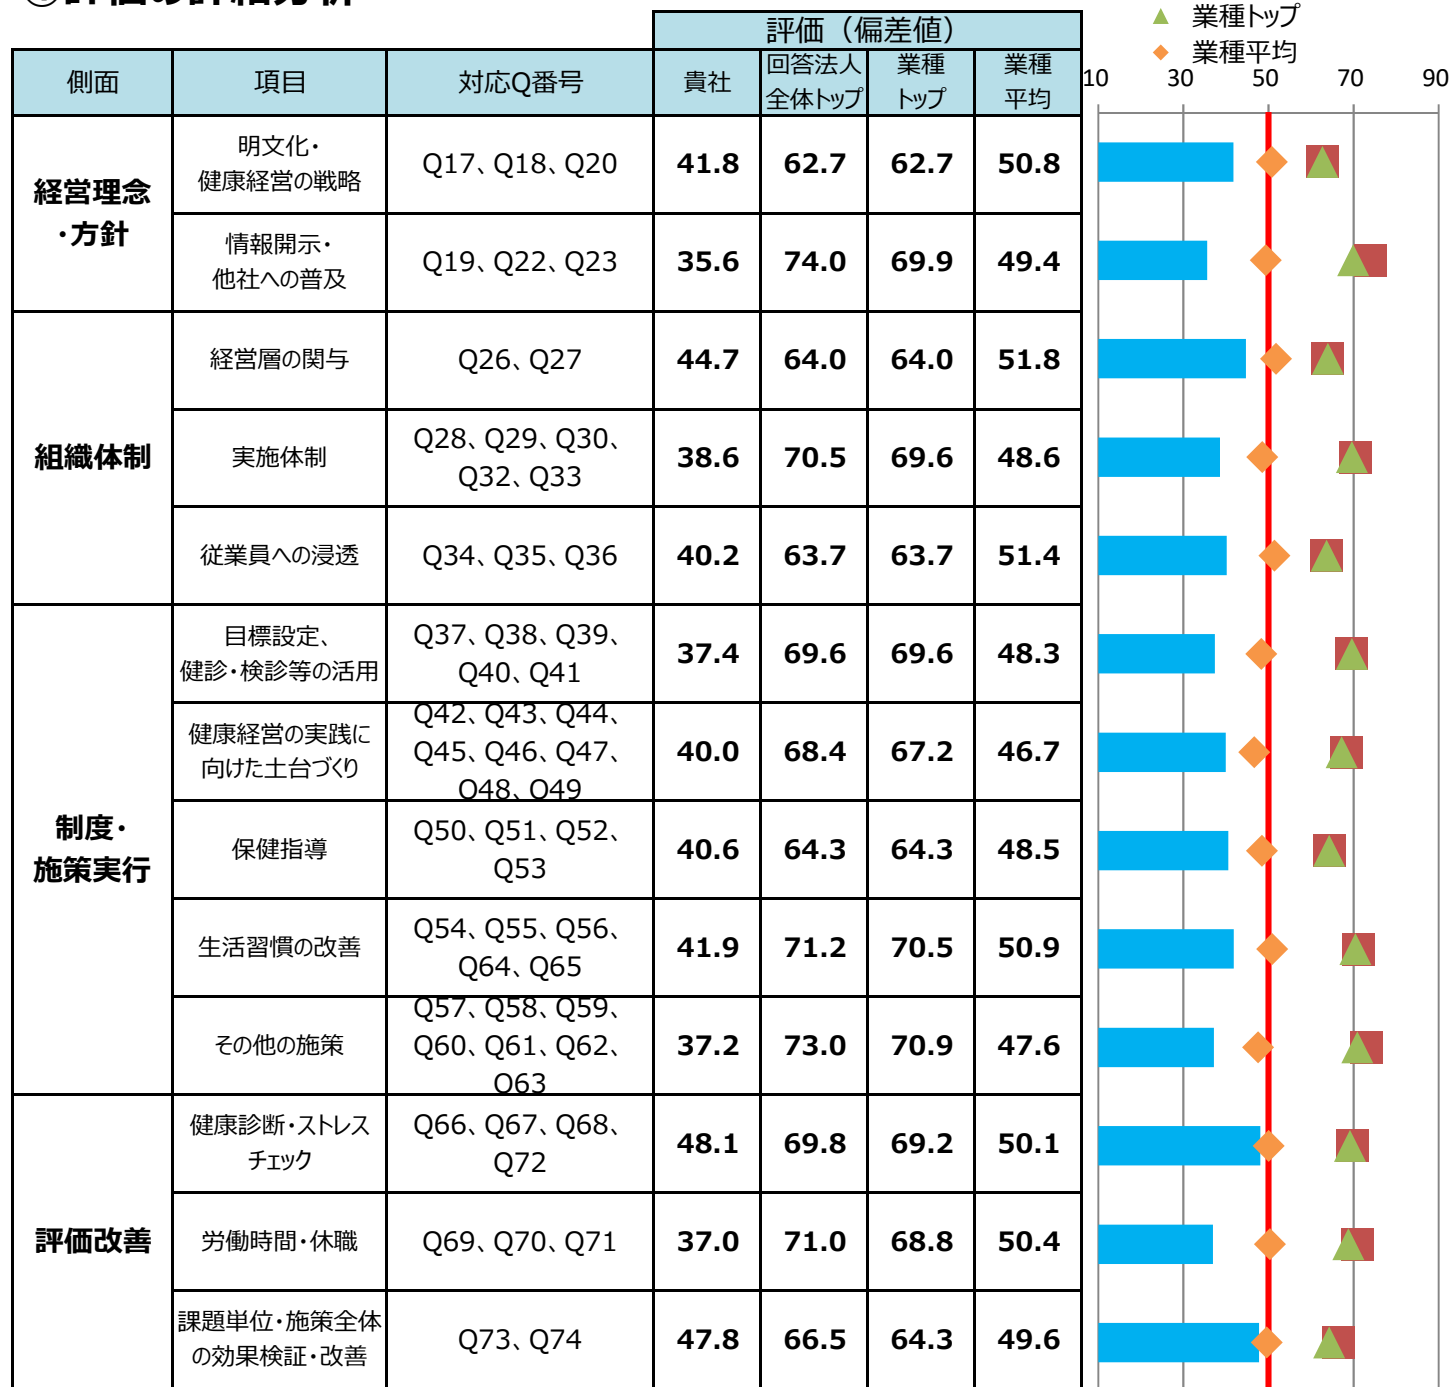 評価（偏差値）
▲ 業種トップ
◆ 業種平均
側面 項目 対応Q番号 貴社 回答法人 業種 業種
全体トップ トップ 平均
10 30 50 70 90
経営理念
・方針
明文化・
健康経営の戦略
Q17、Q18、Q20 41.8 62.7 62.7 50.8
情報開示・
他社への普及
Q19、Q22、Q23 35.6 74.0 69.9 49.4
組織体制
経営層の関与 Q26、Q27 44.7 64.0 64.0 51.8
実施体制
Q28、Q29、Q30、
Q32、Q33
38.6 70.5 69.6 48.6
従業員への浸透 Q34、Q35、Q36 40.2 63.7 63.7 51.4
制度・
施策実行
目標設定、
健診・検診等の活用
Q37、Q38、Q39、
Q40、Q41
37.4 69.6 69.6 48.3
健康経営の実践に
向けた土台づくり
Q42、Q43、Q44、
Q45、Q46、Q47、
Q48、Q49
40.0 68.4 67.2 46.7
保健指導
Q50、Q51、Q52、
Q53
40.6 64.3 64.3 48.5
生活習慣の改善
Q54、Q55、Q56、
Q64、Q65
41.9 71.2 70.5 50.9
その他の施策
Q57、Q58、Q59、
Q60、Q61、Q62、
Q63
37.2 73.0 70.9 47.6
評価改善
健康診断・ストレス
チェック
Q66、Q67、Q68、
Q72
48.1 69.8 69.2 50.1
労働時間・休職 Q69、Q70、Q71 37.0 71.0 68.8 50.4
課題単位・施策全体
の効果検証・改善
Q73、Q74 47.8 66.5 64.3 49.6